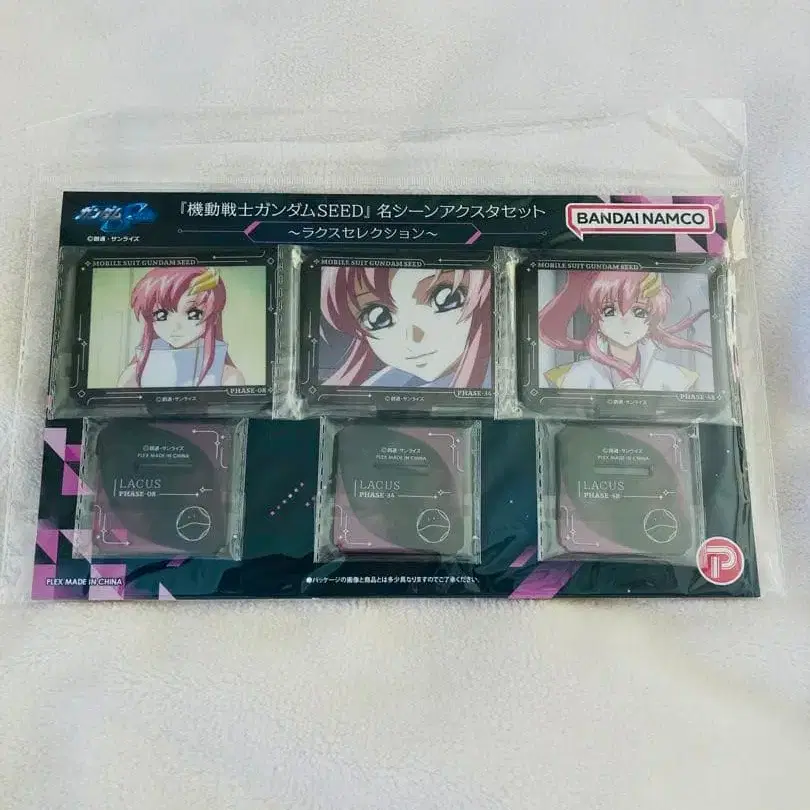 ガンダム SEED
『機動戦士ガンダムSEED』名シーンアクスタセット
～ラクスセレクション～
BANDAI NAMCO
©創通・サンライズ
MOBILE SUIT GUNDAM SEED
PHASE-08
©創通・サンライズ
MOBILE SUIT GUNDAM SEED
PHASE-34
©創通・サンライズ
MOBILE SUIT GUNDAM SEED
PHASE-48
©創通・サンライズ
©創通・サンライズ
PLEX MADE IN CHINA
LACUS
PHASE-08
©創通・サンライズ
PLEX MADE IN CHINA
LACUS
PHASE-34
©創通・サンライズ
PLEX MADE IN CHINA
LACUS
PHASE-48
PLEX MADE IN CHINA
●パッケージの画像と商品とは多少異なりますのでご了承ください。
P